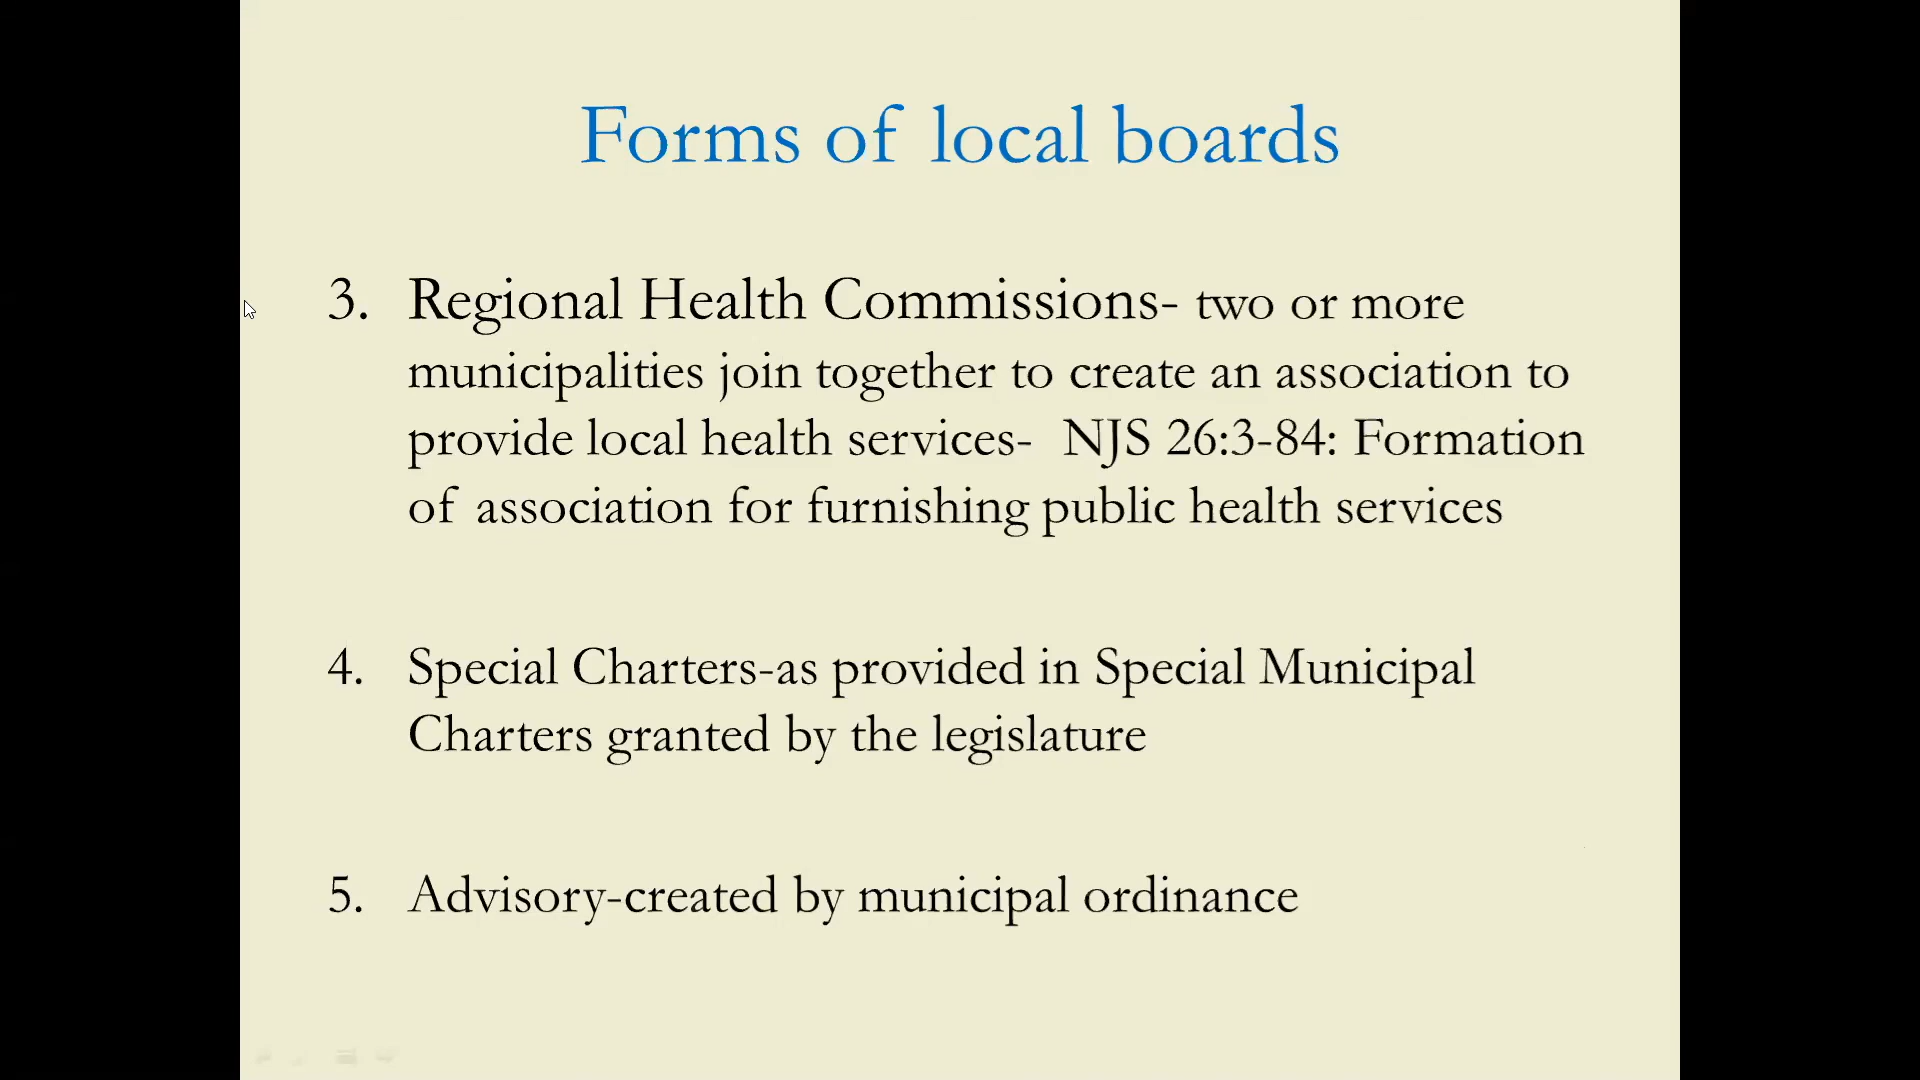 Forms of local boards
3. Regional Health Commissions- two or more
municipalities join together to create an association to
provide local health services- NJS 26:3-84: Formation
of association for furnishing public health services
4. Special Charters-as provided in Special Municipal
Charters granted by the legislature
5. Advisory-created by municipal ordinance